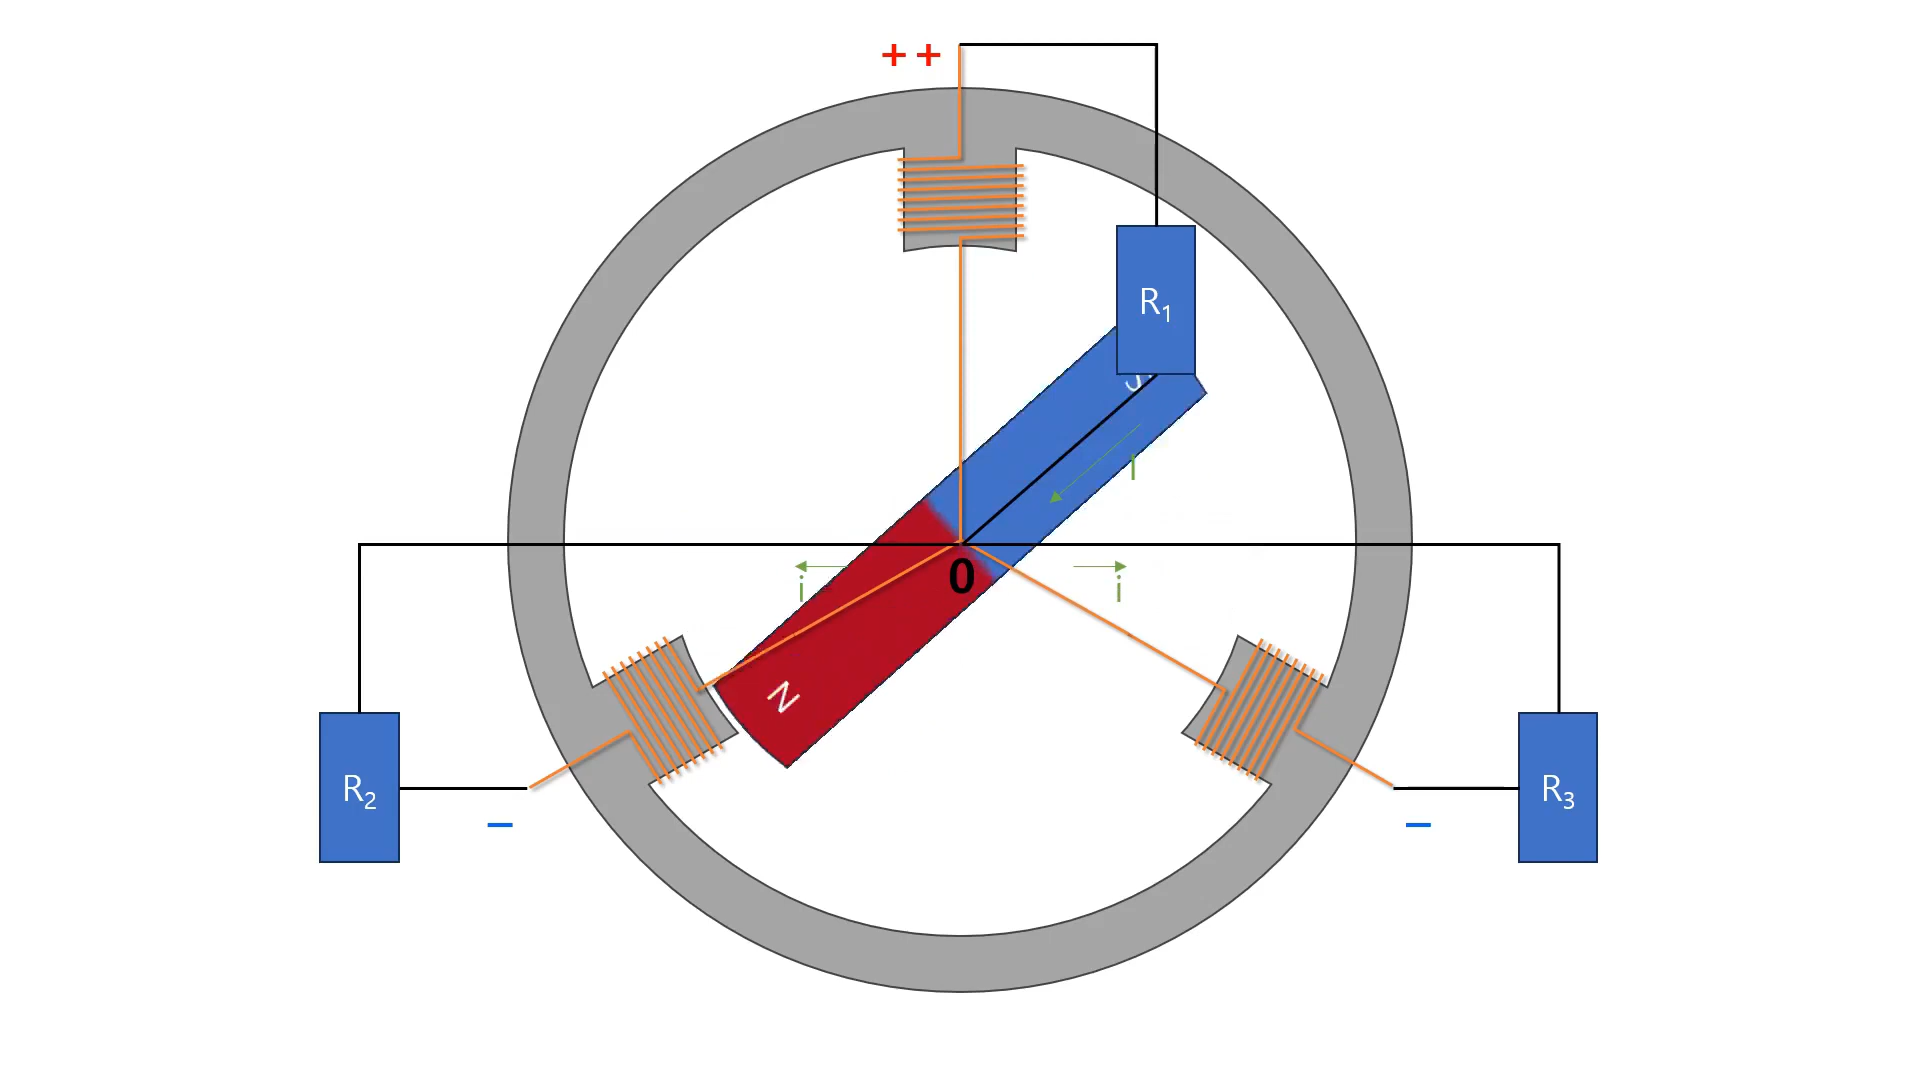 ++
R₁
S
I
0
i
i
N
R₂
R₃
–
–